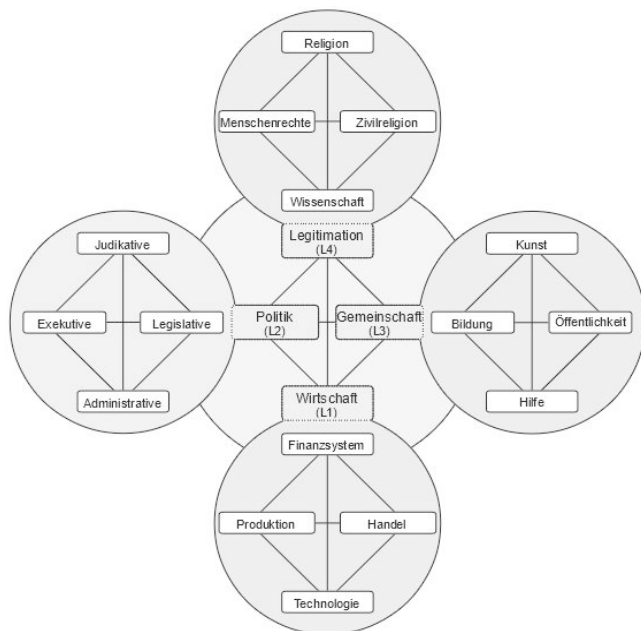 Religion
Menschenrechte
Zivilreligion
Wissenschaft
Legitimation
(L4)
Judikative
Exekutive
Legislative
Administrative
Politik
(L2)
Gemeinschaft
(L3)
Kunst
Bildung
Öffentlichkeit
Hilfe
Wirtschaft
(L1)
Finanzsystem
Produktion
Handel
Technologie